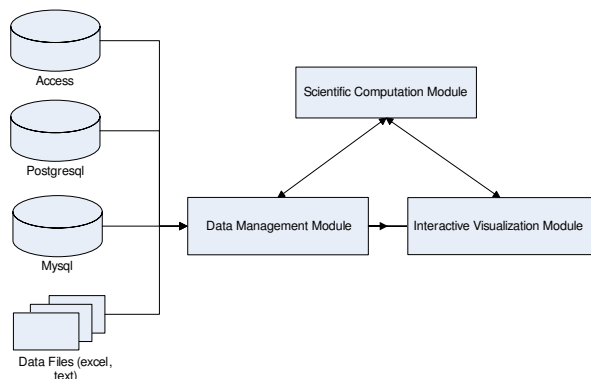 Access
Scientific Computation Module
Postgresql
Data Management Module
Interactive Visualization Module
Mysql
Data Files (excel,
text)